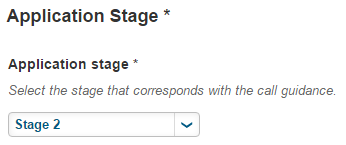 Application Stage *
Application stage *
Select the stage that corresponds with the call guidance.
Stage 2